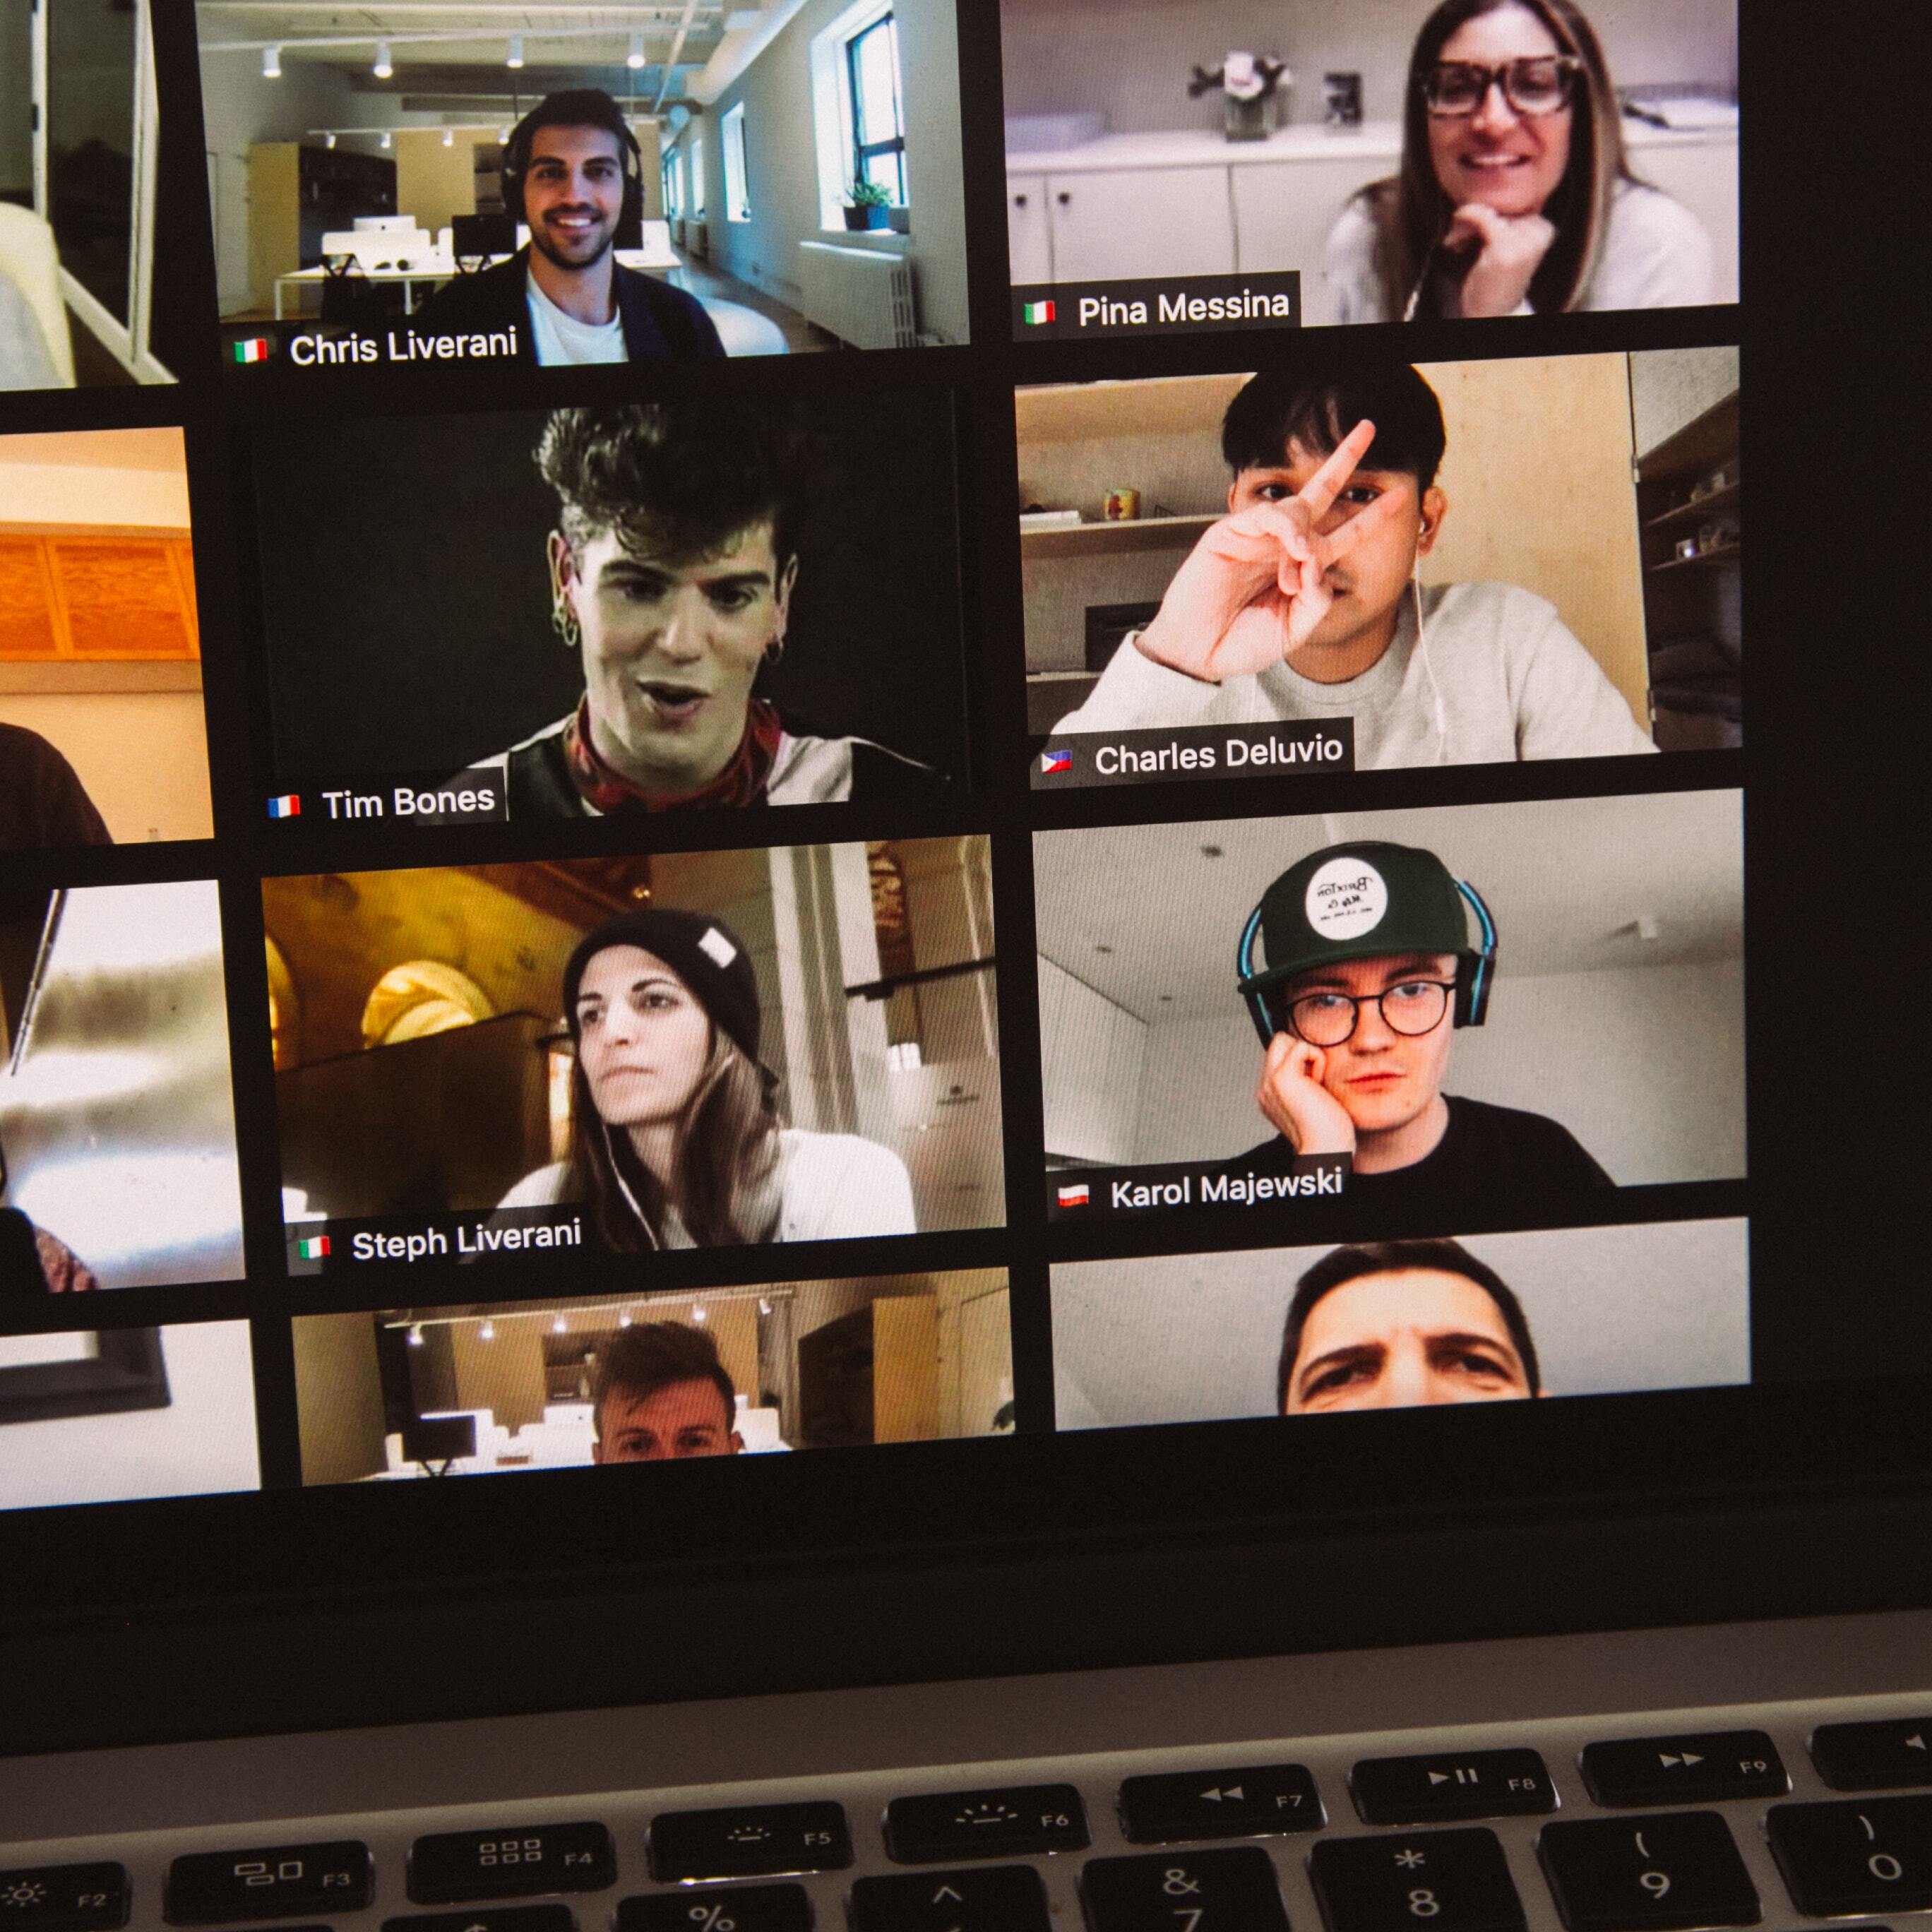 Chris Liverani
Pina Messina
Tim Bones
Charles Deluvio
BRIXTON
Steph Liverani
Karol Majewski
F2
F3
F4
F5
F6
F7
F8
F9
%
^
&
7
*
8
(
9
)
0